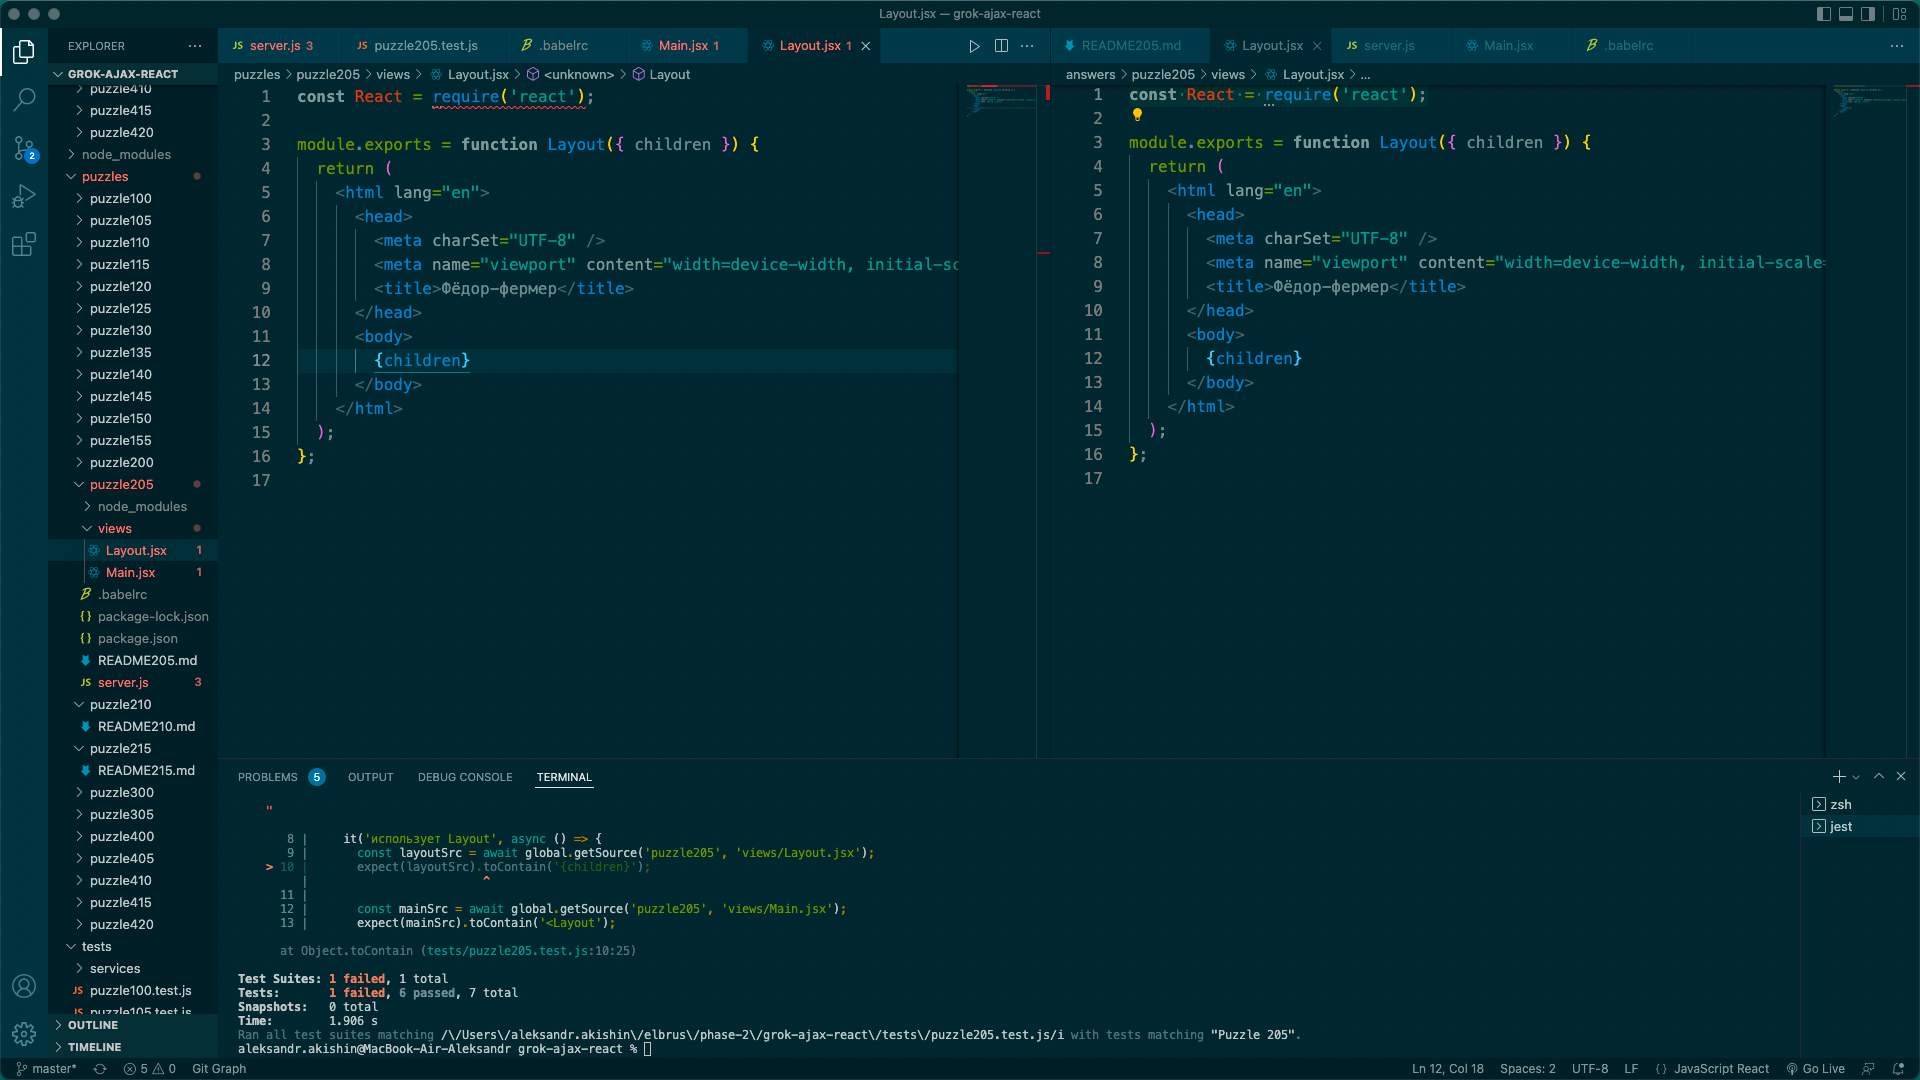 Layout.jsx — grok-ajax-react
EXPLORER
GROK-AJAX-REACT
puzzle410
puzzle415
puzzle420
node_modules
puzzles
puzzle100
puzzle105
puzzle110
puzzle115
puzzle120
puzzle125
puzzle130
puzzle135
puzzle140
puzzle145
puzzle150
puzzle155
puzzle200
puzzle205
node_modules
views
Layout.jsx 1
Main.jsx 1
.babelrc
package-lock.json
package.json
README205.md
JS server.js 3
puzzle210
README210.md
puzzle215
README215.md
puzzle300
puzzle305
puzzle400
puzzle405
puzzle410
puzzle415
puzzle420
tests
services
JS puzzle100.test.js
JS puzzle105.test.js
OUTLINE
TIMELINE
2
JS server.js 3 JS puzzle205.test.js .babelrc Main.jsx 1 Layout.jsx 1
puzzles > puzzle205 > views > Layout.jsx > <unknown> > Layout
1 const React = require('react');
2
3 module.exports = function Layout({ children }) {
4 return (
5 <html lang="en">
6 <head>
7 <meta charSet="UTF-8" />
8 <meta name="viewport" content="width=device-width, initial-sc
9 <title>Фёдор-фермер</title>
10 </head>
11 <body>
12 {children}
13 </body>
14 </html>
15 );
16 };
17
README205.md Layout.jsx JS server.js Main.jsx .babelrc
answers > puzzle205 > views > Layout.jsx > ...
1 const React = require('react');
2
3 module.exports = function Layout({ children }) {
4 return (
5 <html lang="en">
6 <head>
7 <meta charSet="UTF-8" />
8 <meta name="viewport" content="width=device-width, initial-scale=
9 <title>Фёдор-фермер</title>
10 </head>
11 <body>
12 {children}
13 </body>
14 </html>
15 );
16 };
17
PROBLEMS 5 OUTPUT DEBUG CONSOLE TERMINAL
"
8 | it('использует Layout', async () => {
9 | const layoutSrc = await global.getSource('puzzle205', 'views/Layout.jsx');
> 10 | expect(layoutSrc).toContain('{children}');
| ^
11 |
12 | const mainSrc = await global.getSource('puzzle205', 'views/Main.jsx');
13 | expect(mainSrc).toContain('<Layout');
at Object.toContain (tests/puzzle205.test.js:10:25)
Test Suites: 1 failed, 1 total
Tests: 1 failed, 6 passed, 7 total
Snapshots: 0 total
Time: 1.906 s
Ran all test suites matching /\/Users\/aleksandr.akishin\/elbrus\/phase-2\/grok-ajax-react\/tests\/puzzle205.test.js/i with tests matching "Puzzle 205".
aleksandr.akishin@MacBook-Air-Aleksandr grok-ajax-react %
zsh
jest
master* 5 0 Git Graph Ln 12, Col 18 Spaces: 2 UTF-8 LF {} JavaScript React Go Live